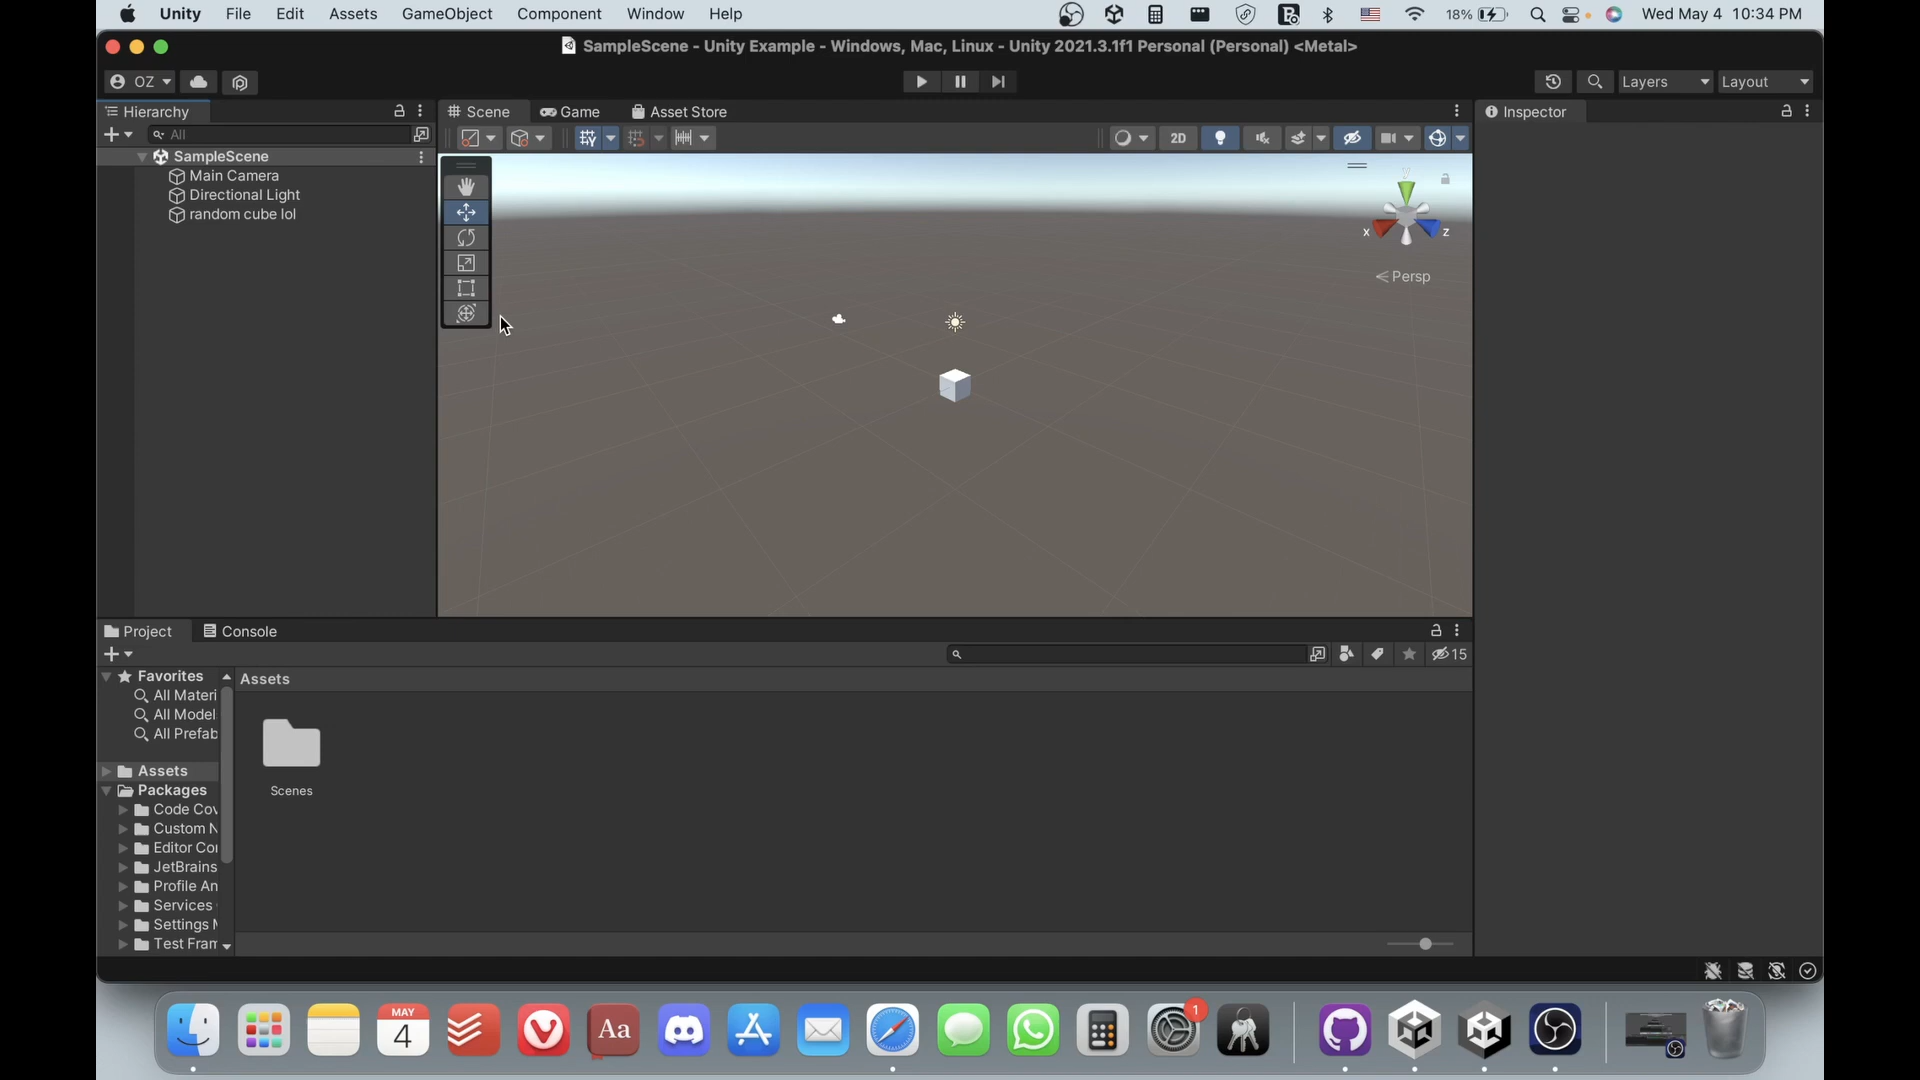 Unity File Edit Assets GameObject Component Window Help 18% Wed May 4 10:34 PM
SampleScene - Unity Example - Windows, Mac, Linux - Unity 2021.3.1f1 Personal (Personal) <Metal>
OZ Layers Layout
Hierarchy Scene Game Asset Store Inspector
All 2D
SampleScene
Main Camera
Directional Light
random cube lol
y
x z
Persp
Project Console
15
Favorites Assets
All Materi
All Model
All Prefab
Assets
Packages
Scenes
Code Cov
Custom N
Editor Cor
JetBrains
Profile An
Services
Settings M
Test Fram
MAY
4
Aa
1